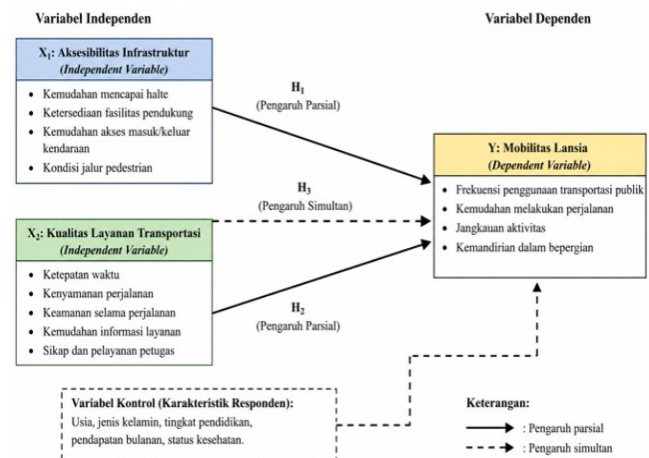 Variabel Independen
Variabel Dependen
X₁: Aksesibilitas Infrastruktur
(Independent Variable)
• Kemudahan mencapai halte
• Ketersediaan fasilitas pendukung
• Kemudahan akses masuk/keluar
kendaraan
• Kondisi jalur pedestrian
H₁
(Pengaruh Parsial)
H₃
(Pengaruh Simultan)
Y: Mobilitas Lansia
(Dependent Variable)
• Frekuensi penggunaan transportasi publik
• Kemudahan melakukan perjalanan
• Jangkauan aktivitas
• Kemandirian dalam bepergian
X₂: Kualitas Layanan Transportasi
(Independent Variable)
• Ketepatan waktu
• Kenyamanan perjalanan
• Keamanan selama perjalanan
• Kemudahan informasi layanan
• Sikap dan pelayanan petugas
H₂
(Pengaruh Parsial)
Variabel Kontrol (Karakteristik Responden):
Usia, jenis kelamin, tingkat pendidikan,
pendapatan bulanan, status kesehatan.
Keterangan:
: Pengaruh parsial
: Pengaruh simultan